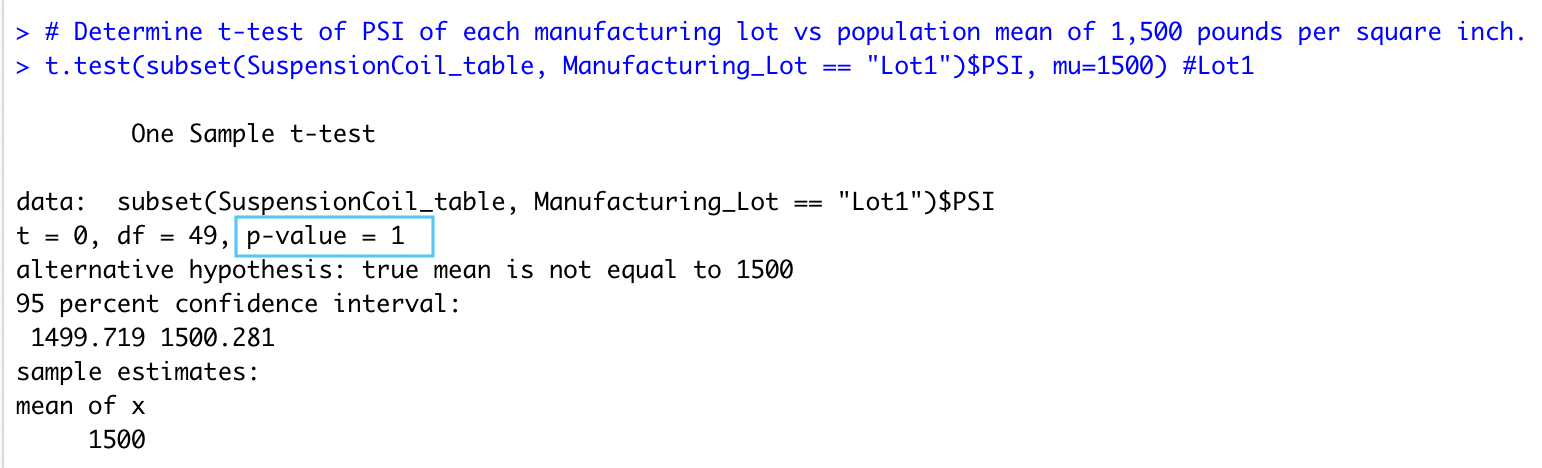 > # Determine t-test of PSI of each manufacturing lot vs population mean of 1,500 pounds per square inch.
> t.test(subset(SuspensionCoil_table, Manufacturing_Lot == "Lot1")$PSI, mu=1500) #Lot1
One Sample t-test
data:  subset(SuspensionCoil_table, Manufacturing_Lot == "Lot1")$PSI
t = 0, df = 49, p-value = 1
alternative hypothesis: true mean is not equal to 1500
95 percent confidence interval:
1499.719 1500.281
sample estimates:
mean of x
1500